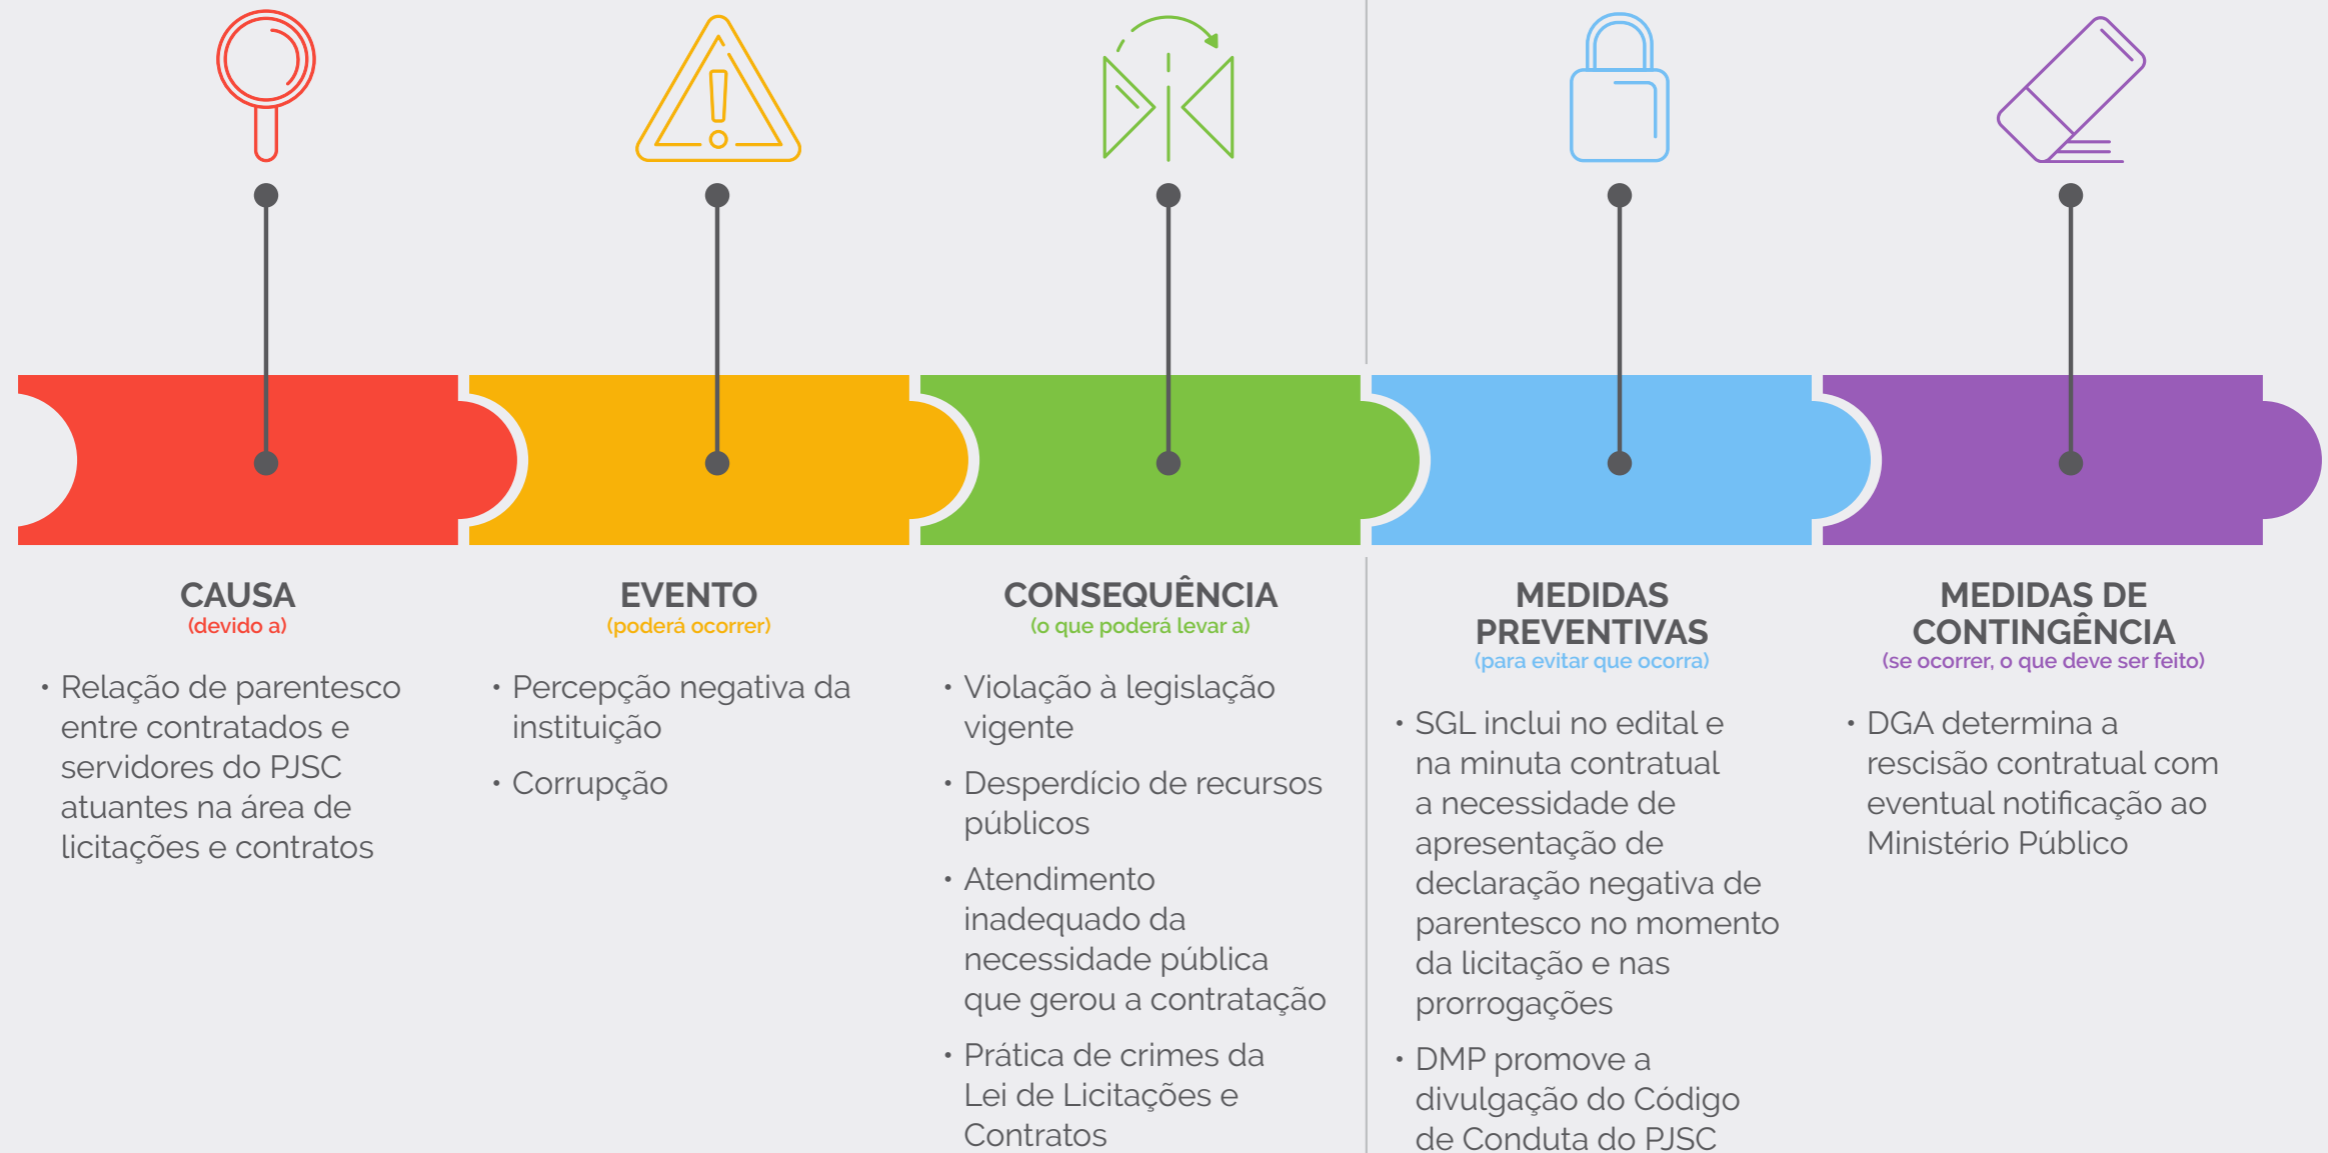 CAUSA
(devido a)
• Relação de parentesco
entre contratados e
servidores do PJSC
atuantes na área de
licitações e contratos
EVENTO
(poderá ocorrer)
• Percepção negativa da
instituição
• Corrupção
CONSEQUÊNCIA
(o que poderá levar a)
• Violação à legislação
vigente
• Desperdício de recursos
públicos
• Atendimento
inadequado da
necessidade pública
que gerou a contratação
• Prática de crimes da
Lei de Licitações e
Contratos
MEDIDAS
PREVENTIVAS
(para evitar que ocorra)
• SGL inclui no edital e
na minuta contratual
a necessidade de
apresentação de
declaração negativa de
parentesco no momento
da licitação e nas
prorrogações
• DMP promove a
divulgação do Código
de Conduta do PJSC
MEDIDAS DE
CONTINGÊNCIA
(se ocorrer, o que deve ser feito)
• DGA determina a
rescisão contratual com
eventual notificação ao
Ministério Público